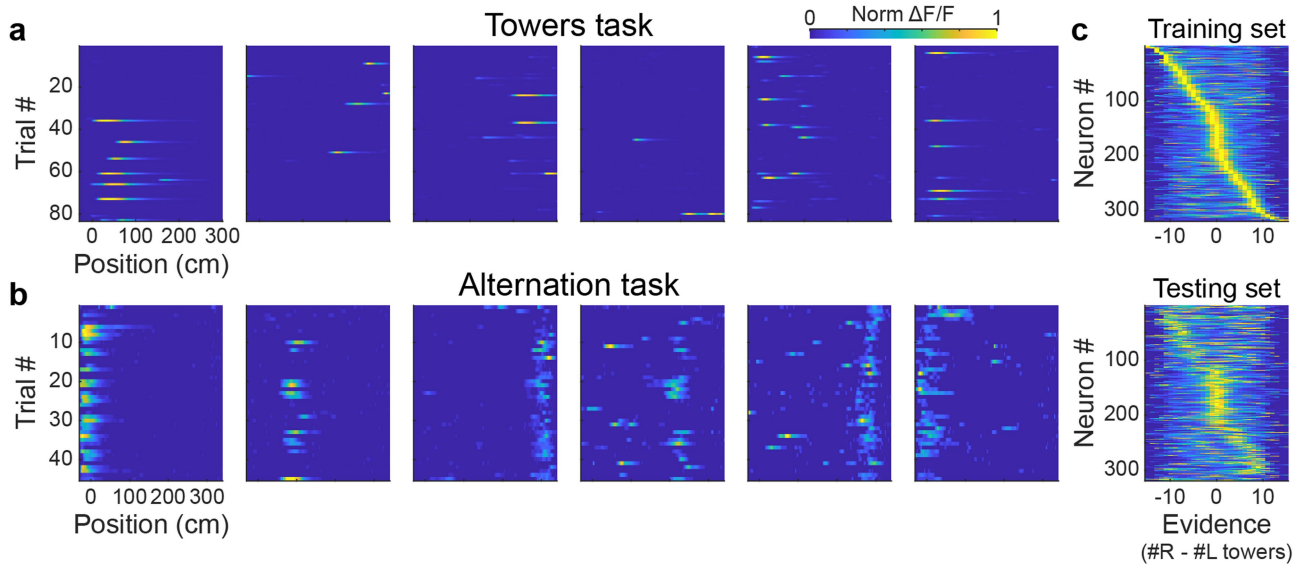 a
Towers task
0 Norm ΔF/F 1
Trial #
20
40
60
80
0 100 200 300
Position (cm)
b
Alternation task
Trial #
10
20
30
40
0 100 200 300
Position (cm)
c
Training set
Neuron #
100
200
300
-10 0 10
Testing set
Neuron #
100
200
300
-10 0 10
Evidence
(#R - #L towers)